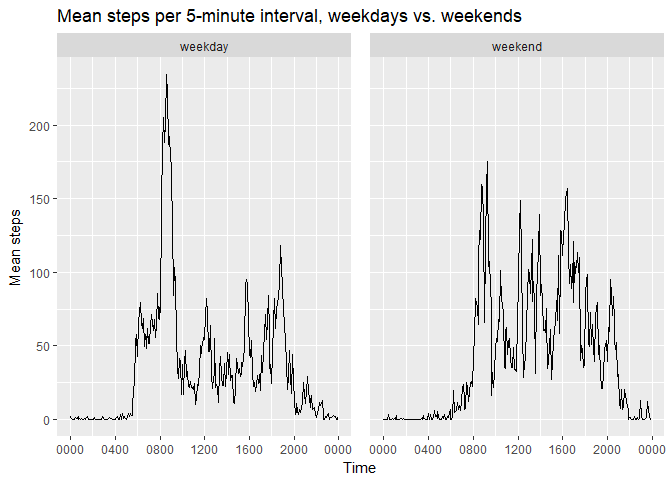 Mean steps per 5-minute interval, weekdays vs. weekends
weekday weekend
200
150
100
50
0
Mean steps
0000 0400 0800 1200 1600 2000 0000 0000 0400 0800 1200 1600 2000 0000
Time